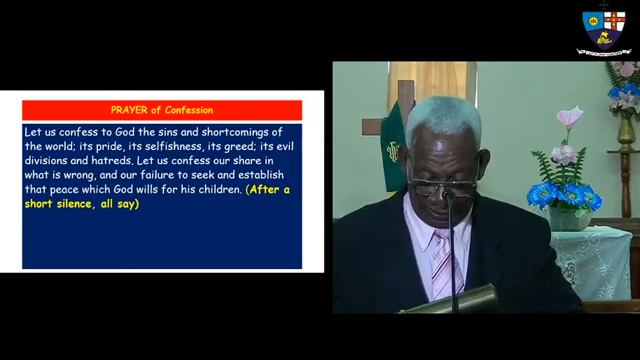 PRAYER of Confession
Let us confess to God the sins and shortcomings of
the world; its pride, its selfishness, its greed; its evil
divisions and hatreds. Let us confess our share in
what is wrong, and our failure to seek and establish
that peace which God wills for his children. (After a
short silence, all say)